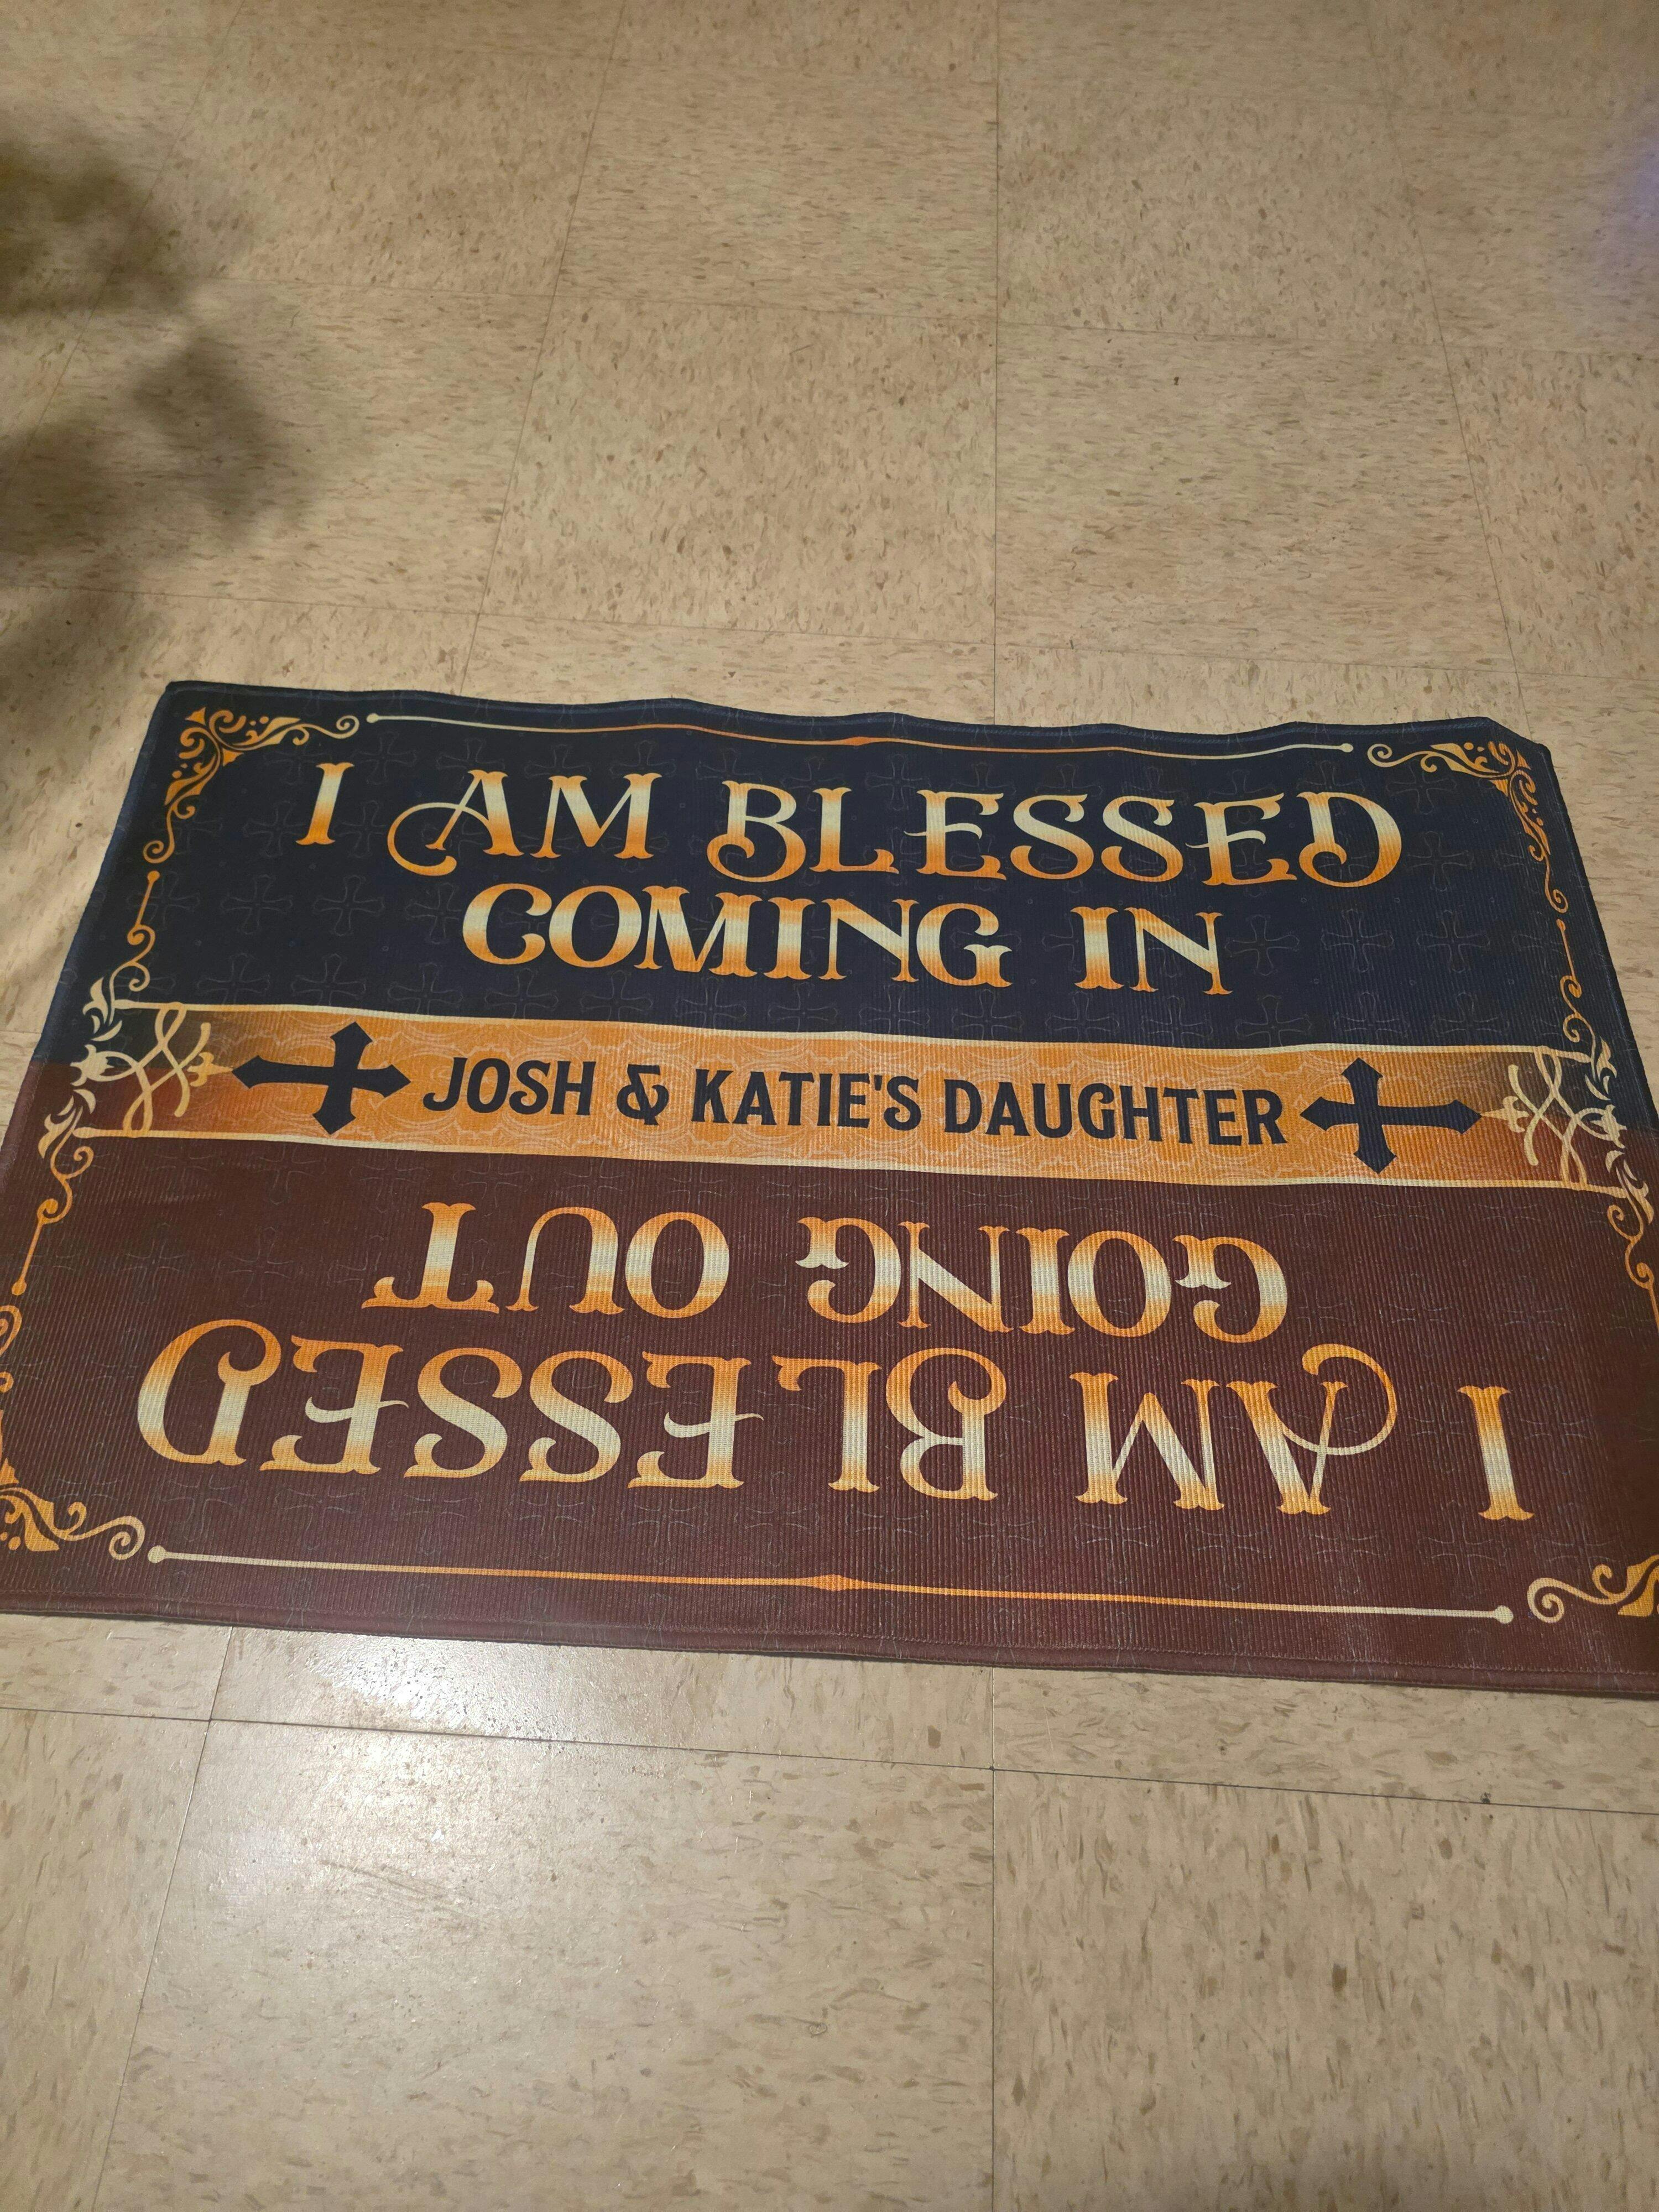 I AM BLESSED
COMING IN
JOSH & KATIE'S DAUGHTER
I AM BLESSED
GOING OUT